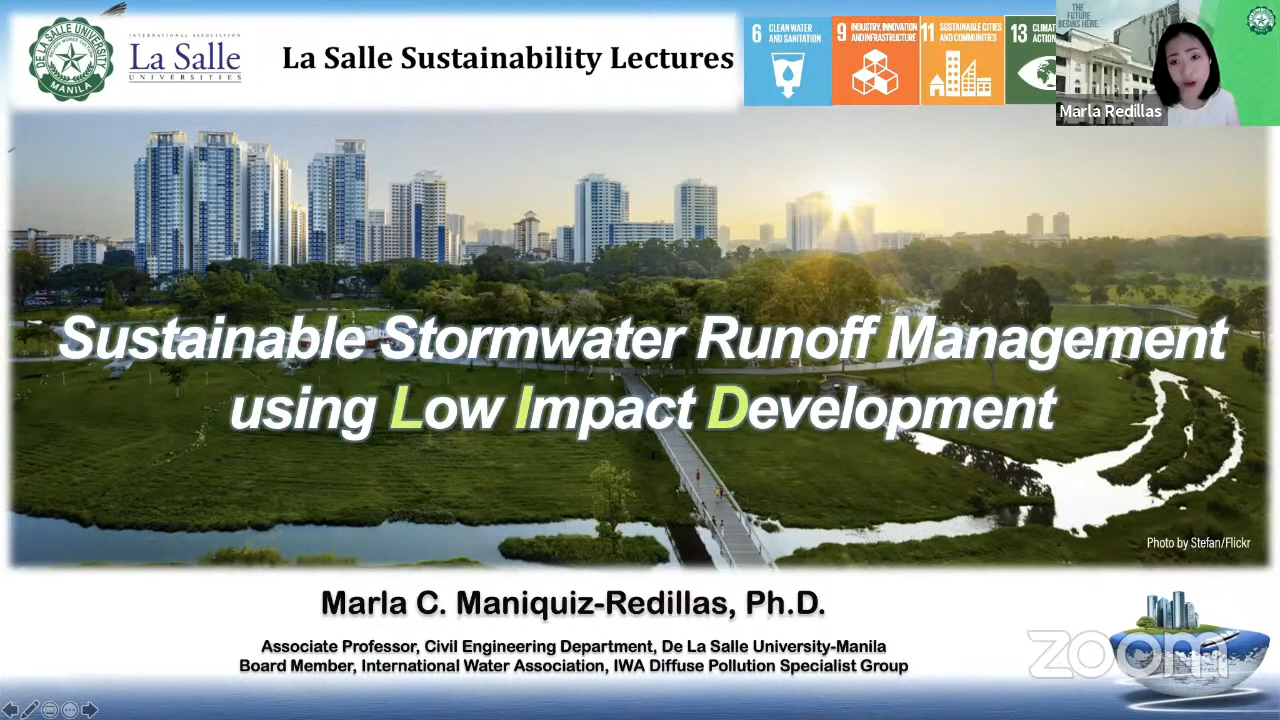 DE LA SALLE UNIVERSITY
MANILA
INTERNATIONAL ASSOCIATION
La Salle
UNIVERSITIES
La Salle Sustainability Lectures
6 CLEAN WATER
AND SANITATION
9 INDUSTRY, INNOVATION
AND INFRASTRUCTURE
11 SUSTAINABLE CITIES
AND COMMUNITIES
13 CLIMAT
ACTION
THE
FUTURE
BEGINS HERE.
Marla Redillas
Sustainable Stormwater Runoff Management
using Low Impact Development
Photo by Stefan/Flickr
Marla C. Maniquiz-Redillas, Ph.D.
Associate Professor, Civil Engineering Department, De La Salle University-Manila
Board Member, International Water Association, IWA Diffuse Pollution Specialist Group
zoom